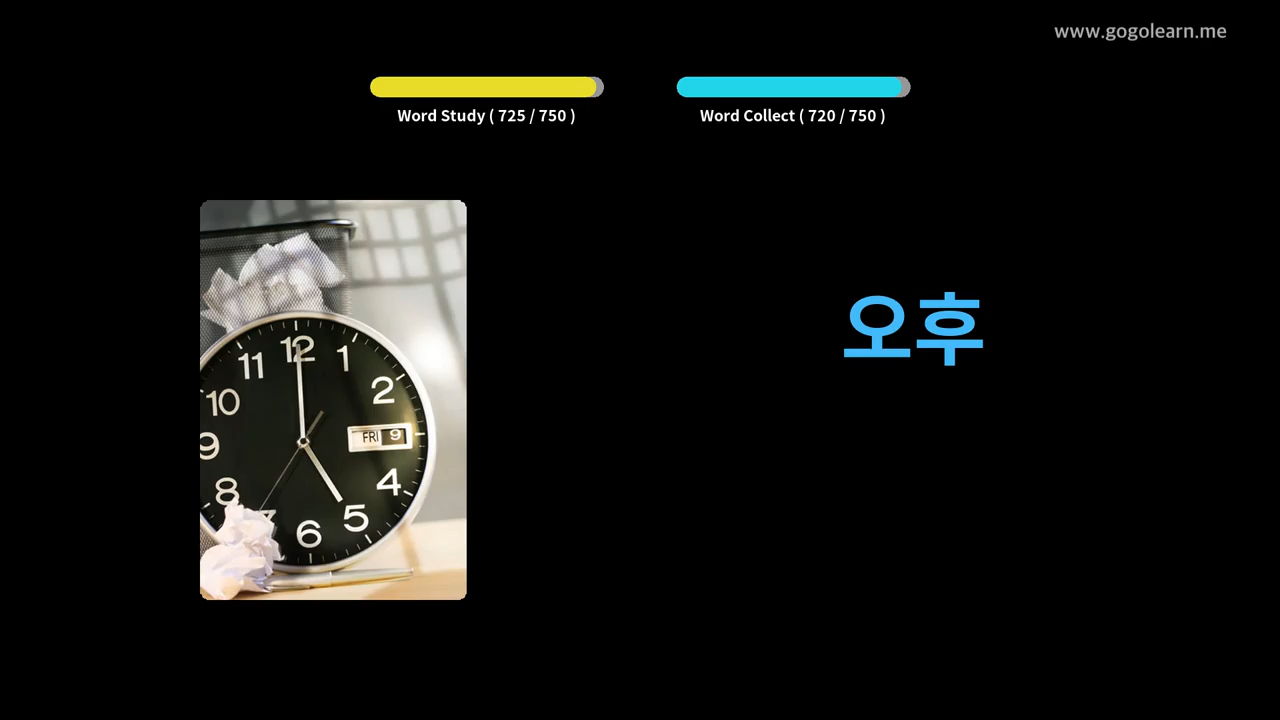 www.gogolearn.me
Word Study ( 725 / 750 )
Word Collect ( 720 / 750 )
12
11
1
10
2
9
FRI 9
8
4
7
5
6
오후